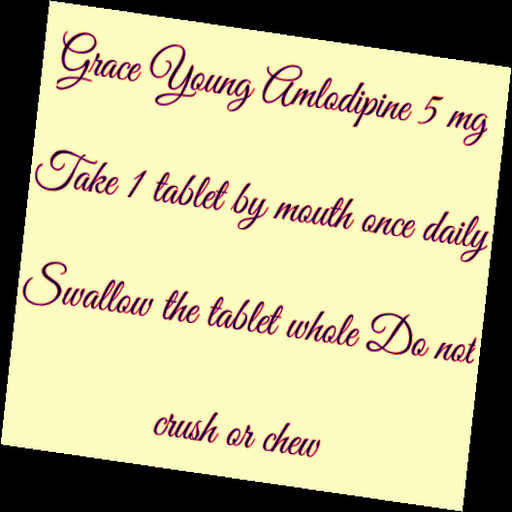 Grace Young Amlodipine 5 mg
Take 1 tablet by mouth once daily
Swallow the tablet whole Do not
crush or chew